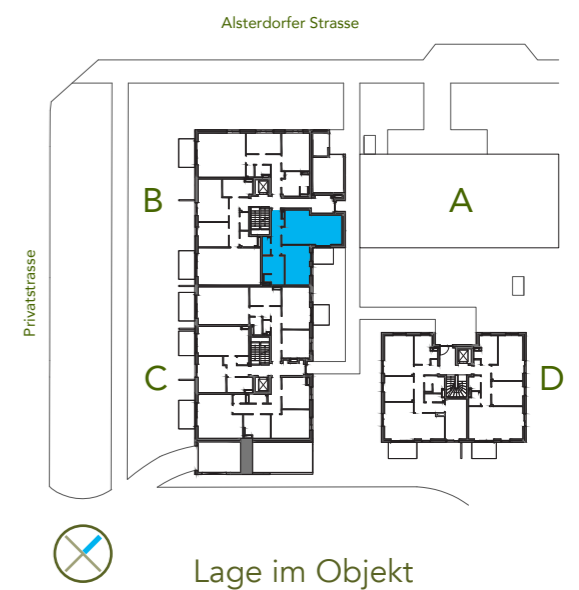 Alsterdorfer Strasse
B
A
Privatstrasse
C
D
Lage im Objekt